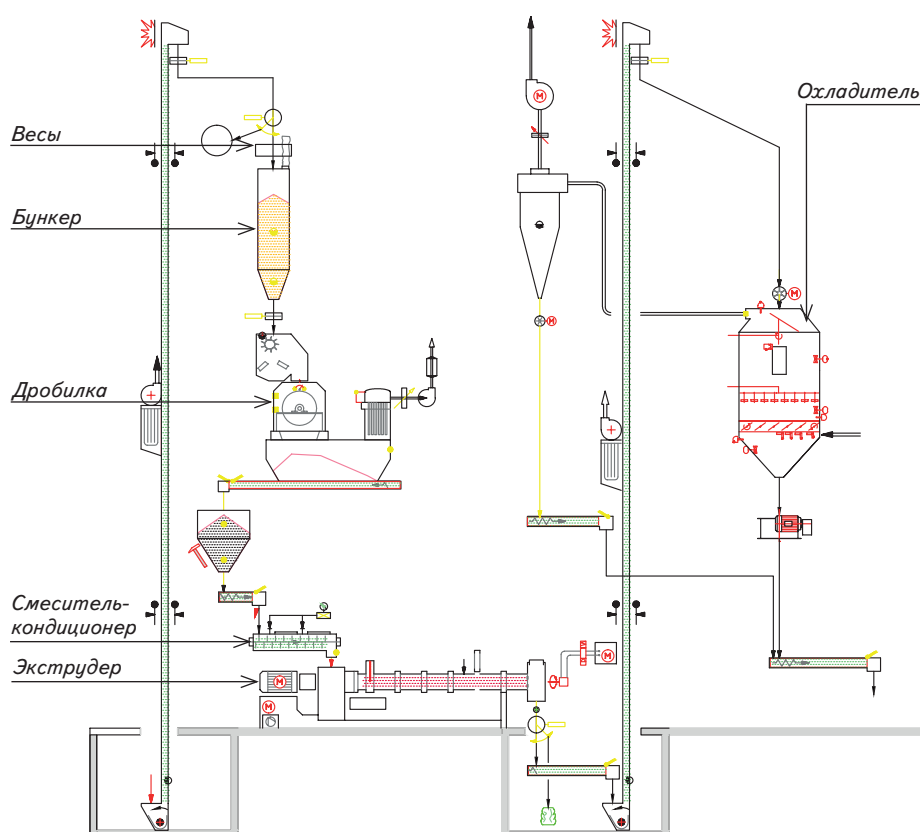 Охладитель
Весы
Бункер
Дробилка
M
M
M
Смеситель-
кондиционер
Экструдер
M
M
M